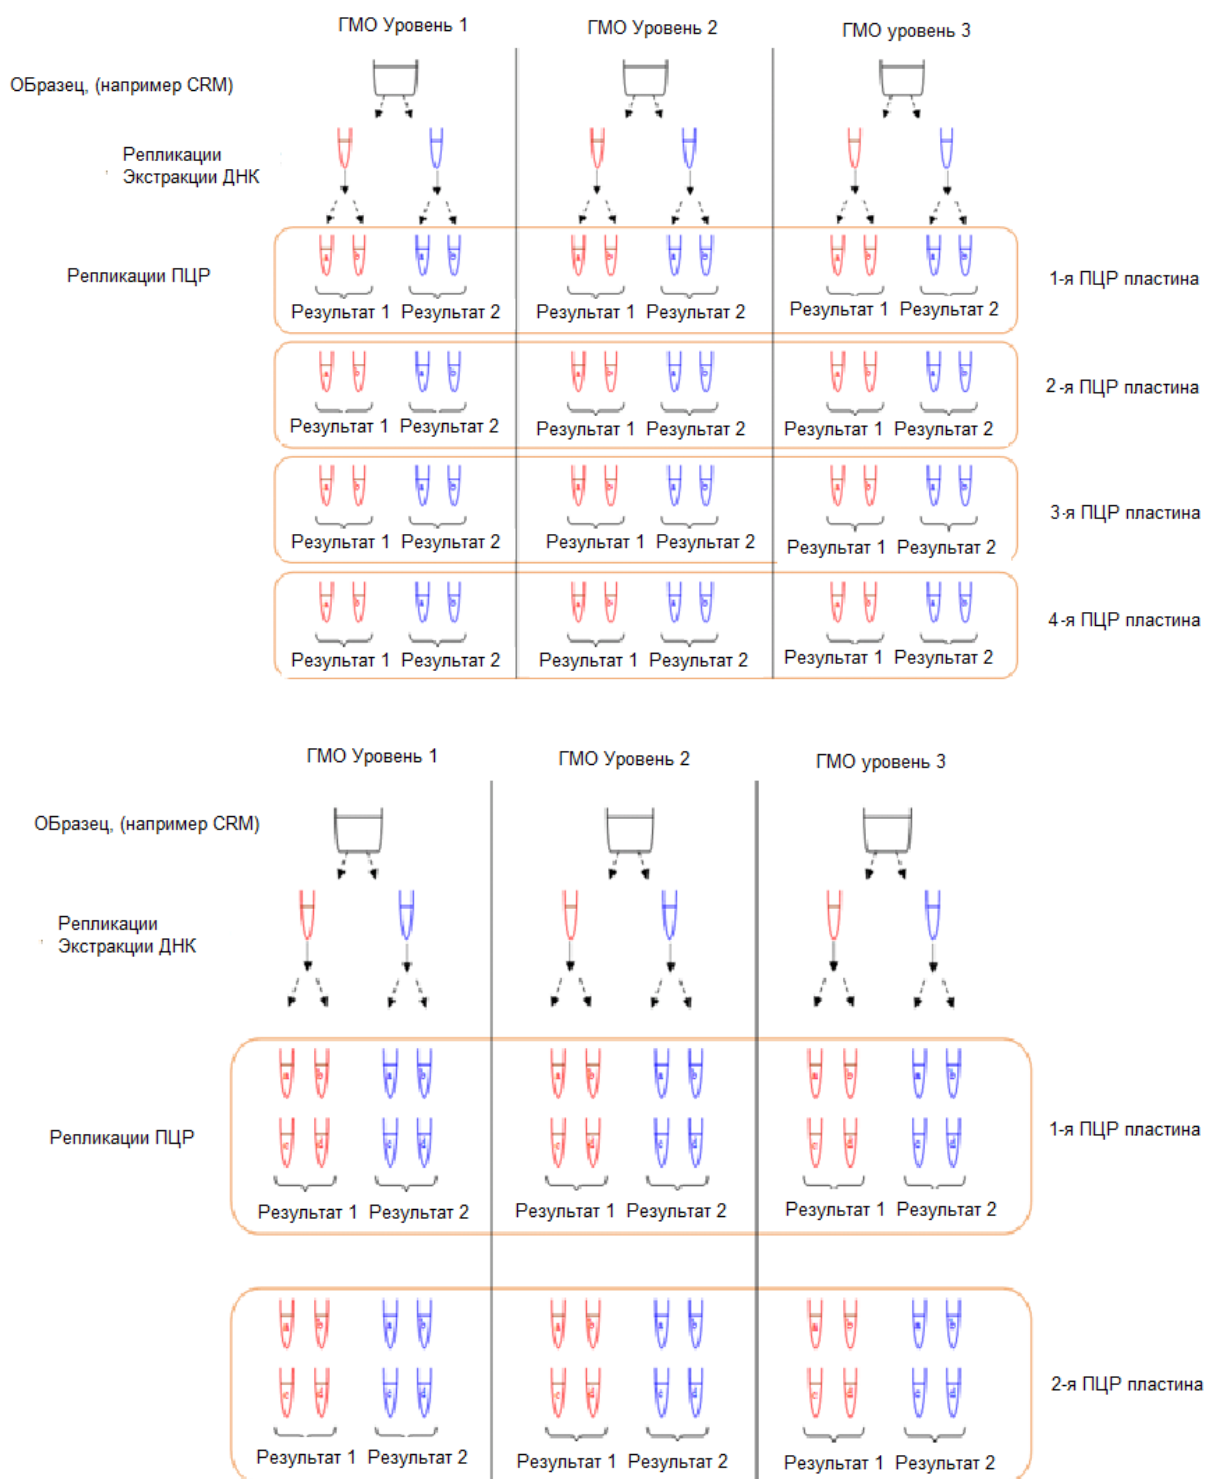 ГМО Уровень 1 ГМО Уровень 2 ГМО уровень 3
ОБразец, (например CRM)
Репликации
Экстракции ДНК
a b a b a b a b a b a b
Репликации ПЦР
1-я ПЦР пластина
Результат 1 Результат 2 Результат 1 Результат 2 Результат 1 Результат 2
a b a b a b a b a b a b
2-я ПЦР пластина
Результат 1 Результат 2 Результат 1 Результат 2 Результат 1 Результат 2
a b a b a b a b a b a b
3-я ПЦР пластина
Результат 1 Результат 2 Результат 1 Результат 2 Результат 1 Результат 2
a b a b a b a b a b a b
4-я ПЦР пластина
Результат 1 Результат 2 Результат 1 Результат 2 Результат 1 Результат 2
ГМО Уровень 1 ГМО Уровень 2 ГМО уровень 3
ОБразец, (например CRM)
Репликации
Экстракции ДНК
a b a b a b a b a b a b
Репликации ПЦР
1-я ПЦР пластина
c d c d c d c d c d c d
Результат 1 Результат 2 Результат 1 Результат 2 Результат 1 Результат 2
a b a b a b a b a b a b
2-я ПЦР пластина
c d c d c d c d c d c d
Результат 1 Результат 2 Результат 1 Результат 2 Результат 1 Результат 2